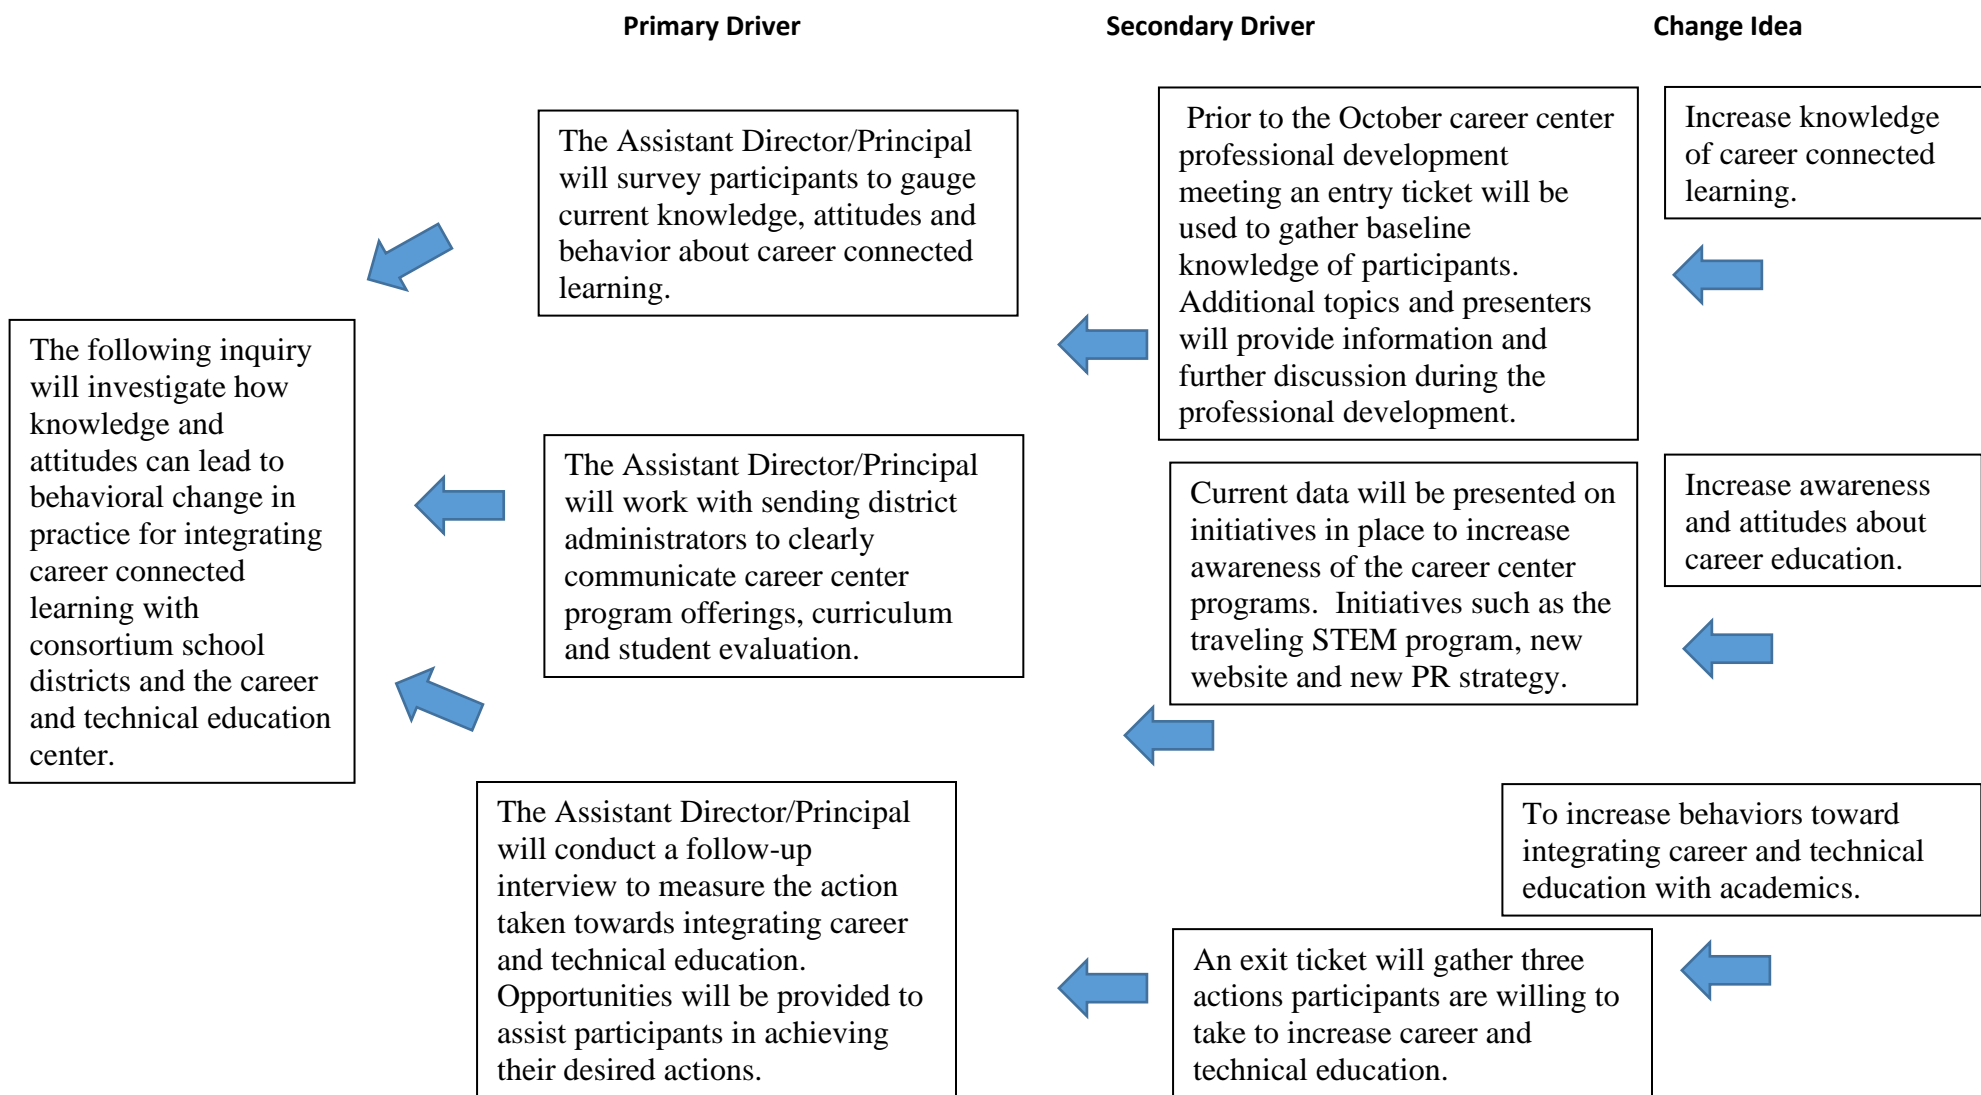 Primary Driver
Secondary Driver
Change Idea
The following inquiry
will investigate how
knowledge and
attitudes can lead to
behavioral change in
practice for integrating
career connected
learning with
consortium school
districts and the career
and technical education
center.
The Assistant Director/Principal
will survey participants to gauge
current knowledge, attitudes and
behavior about career connected
learning.
The Assistant Director/Principal
will work with sending district
administrators to clearly
communicate career center
program offerings, curriculum
and student evaluation.
The Assistant Director/Principal
will conduct a follow-up
interview to measure the action
taken towards integrating career
and technical education.
Opportunities will be provided to
assist participants in achieving
their desired actions.
Prior to the October career center
professional development
meeting an entry ticket will be
used to gather baseline
knowledge of participants.
Additional topics and presenters
will provide information and
further discussion during the
professional development.
Current data will be presented on
initiatives in place to increase
awareness of the career center
programs.  Initiatives such as the
traveling STEM program, new
website and new PR strategy.
An exit ticket will gather three
actions participants are willing to
take to increase career and
technical education.
Increase knowledge
of career connected
learning.
Increase awareness
and attitudes about
career education.
To increase behaviors toward
integrating career and technical
education with academics.